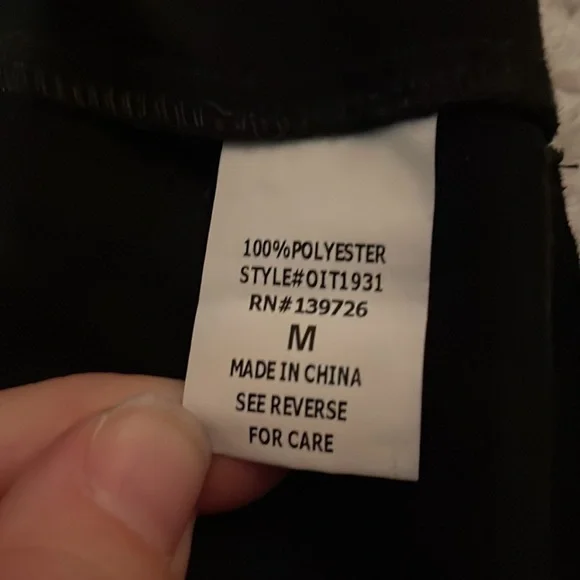 100%POLYESTER
STYLE#OIT1931
RN#139726
M
MADE IN CHINA
SEE REVERSE
FOR CARE